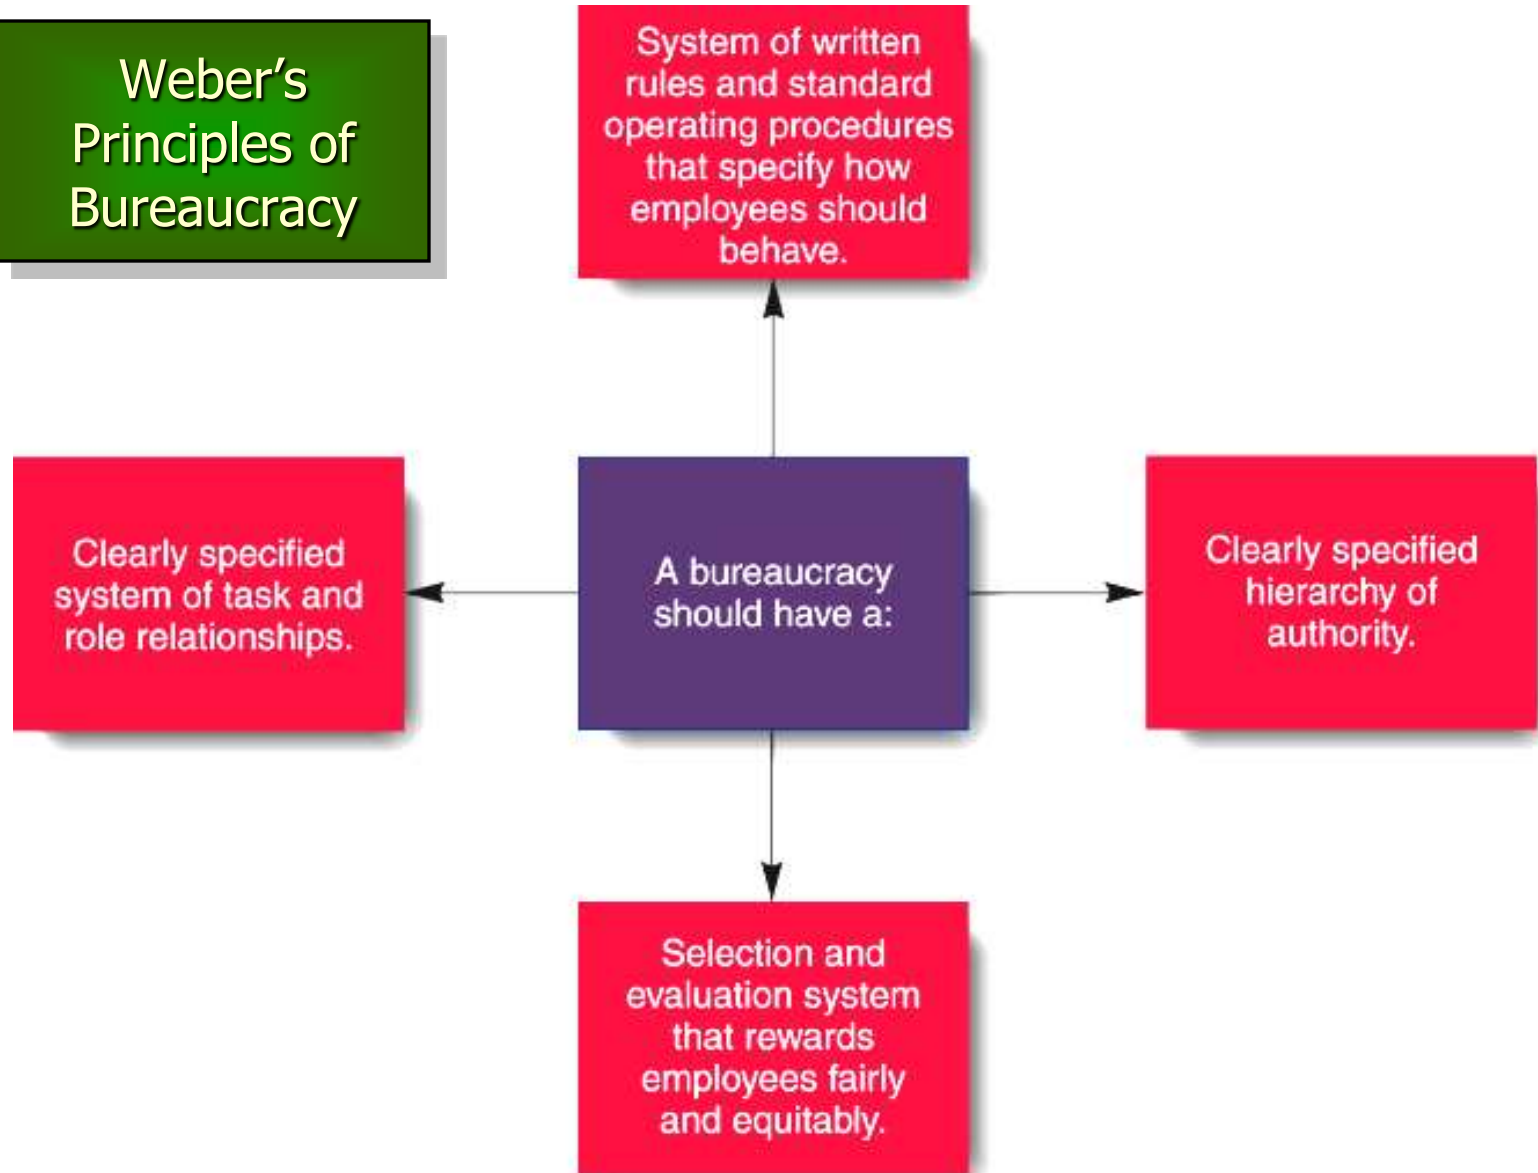 Weber’s
Principles of
Bureaucracy
System of written
rules and standard
operating procedures
that specify how
employees should
behave.
Clearly specified
system of task and
role relationships.
A bureaucracy
should have a:
Clearly specified
hierarchy of
authority.
Selection and
evaluation system
that rewards
employees fairly
and equitably.